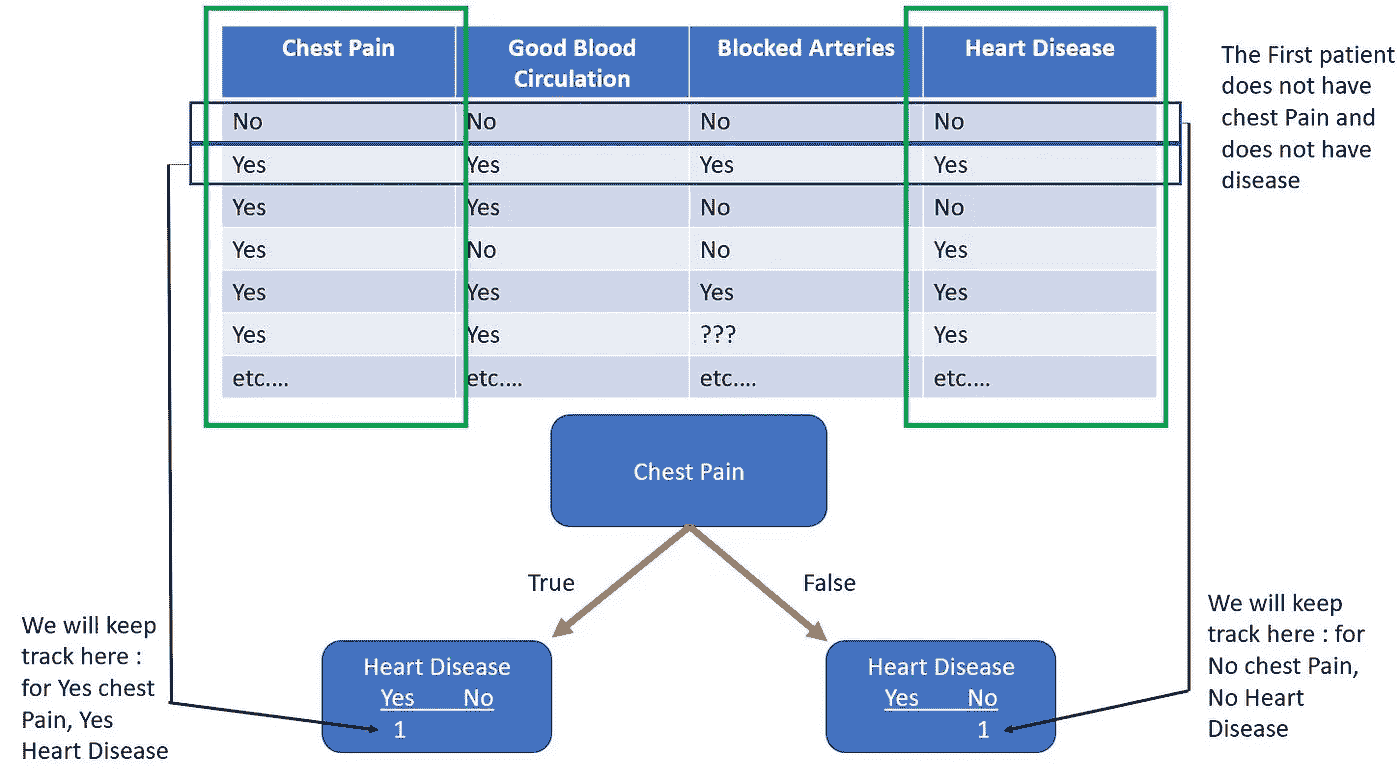 Chest Pain Good Blood Circulation Blocked Arteries Heart Disease
No No No No
Yes Yes Yes Yes
Yes Yes No No
Yes No No Yes
Yes Yes Yes Yes
Yes Yes ??? Yes
etc.... etc.... etc.... etc....
The First patient
does not have
chest Pain and
does not have
disease
Chest Pain
True
False
We will keep
track here :
for Yes chest
Pain, Yes
Heart Disease
Heart Disease
Yes No
1
Heart Disease
Yes No
1
We will keep
track here : for
No chest Pain,
No Heart
Disease